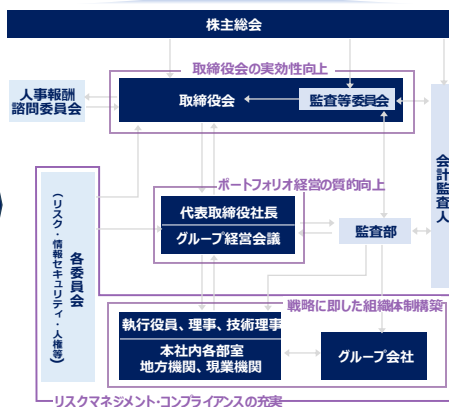 株主総会
取締役会の実効性向上
人事報酬
諮問委員会
取締役会
監査等委員会
会計監査人
ポートフォリオ経営の質的向上
代表取締役社長
グループ経営会議
監査部
各委員会
(リスク・情報セキュリティ・人権等)
戦略に即した組織体制構築
執行役員、理事、技術理事
本社内各部室
地方機関、現業機関
グループ会社
リスクマネジメント・コンプライアンスの充実